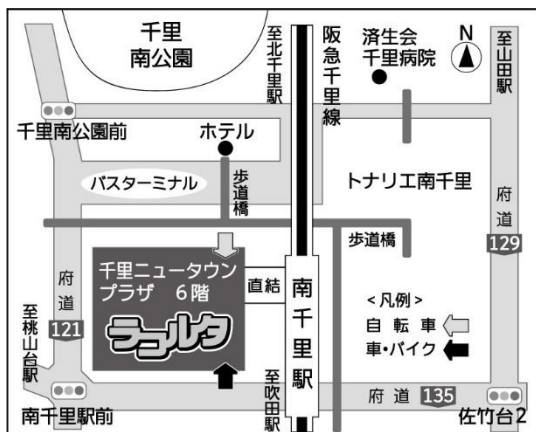 千里
南公園
至北千里駅
阪急千里線
済生会
千里病院
N
至山田駅
千里南公園前
ホテル
バスターミナル
歩道橋
トナリエ南千里
府道
129
歩道橋
千里ニュータウン
プラザ 6階
ラコルタ
直結
南千里駅
<凡例>
自転車
車・バイク
府道
121
至桃山台駅
南千里駅前
至吹田駅
府道 135
佐竹台2